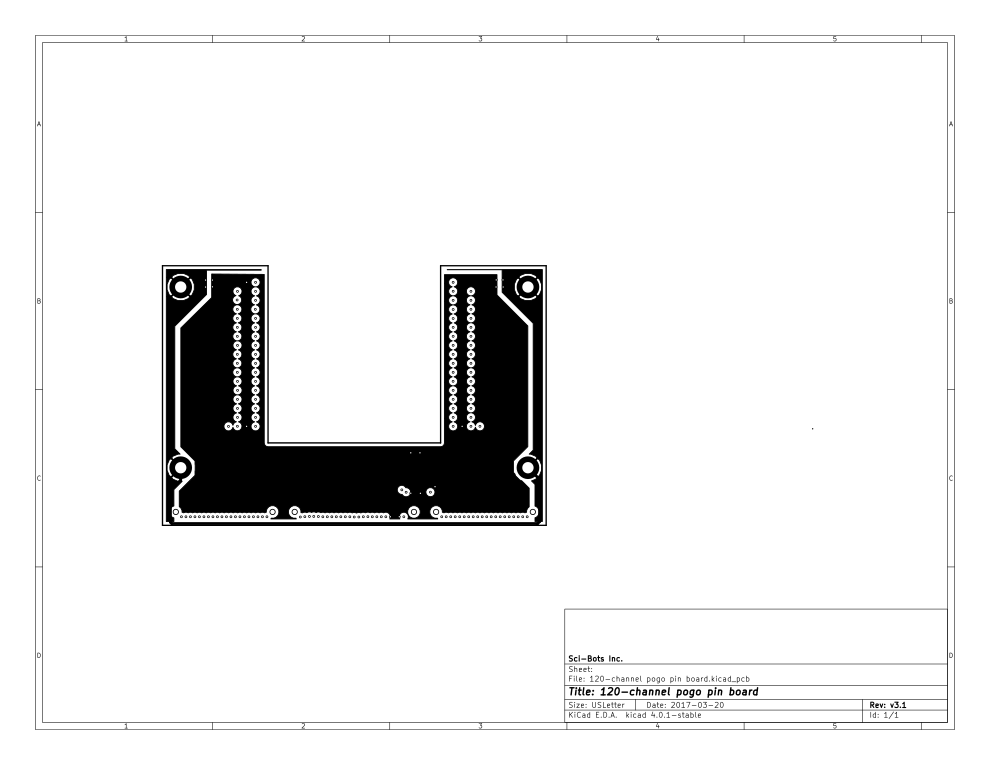 1 2 3 4 5
A A
B B
C C
D D
Sci-Bots Inc.
Sheet:
File: 120-channel pogo pin board.kicad_pcb
Title: 120-channel pogo pin board
Size: USLetter Date: 2017-03-20 Rev: v3.1
KiCad E.D.A. kicad 4.0.1-stable Id: 1/1
1 2 3 4 5